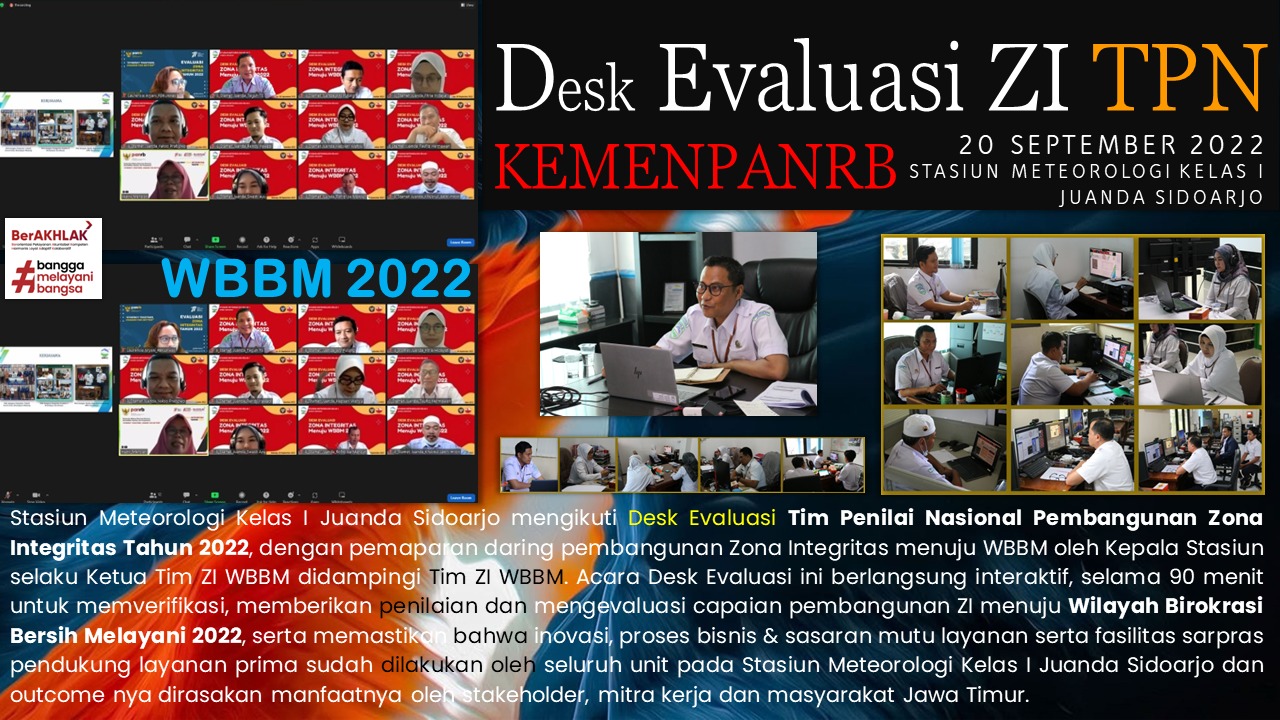 Desk Evaluasi ZI TPN
KEMENPANRB
20 SEPTEMBER 2022
STASIUN METEOROLOGI KELAS I
JUANDA SIDOARJO
BerAKHLAK
#bangga
melayani
bangsa
WBBM 2022
Stasiun Meteorologi Kelas I Juanda Sidoarjo mengikuti Desk Evaluasi Tim Penilai Nasional Pembangunan Zona
Integritas Tahun 2022, dengan pemaparan daring pembangunan Zona Integritas menuju WBBM oleh Kepala Stasiun
selaku Ketua Tim ZI WBBM didampingi Tim ZI WBBM. Acara Desk Evaluasi ini berlangsung interaktif, selama 90 menit
untuk memverifikasi, memberikan penilaian dan mengevaluasi capaian pembangunan ZI menuju Wilayah Birokrasi
Bersih Melayani 2022, serta memastikan bahwa inovasi, proses bisnis & sasaran mutu layanan serta fasilitas sarpras
pendukung layanan prima sudah dilakukan oleh seluruh unit pada Stasiun Meteorologi Kelas I Juanda Sidoarjo dan
outcome nya dirasakan manfaatnya oleh stakeholder, mitra kerja dan masyarakat Jawa Timur.